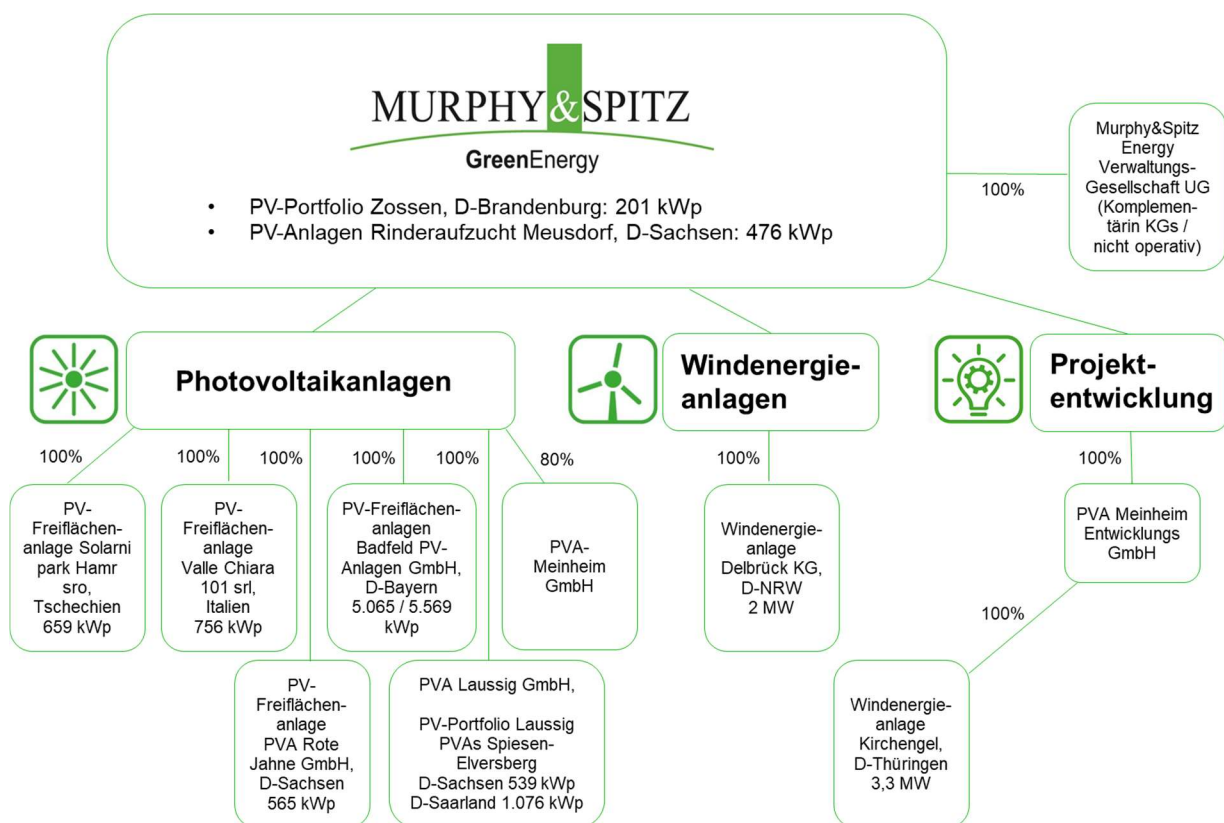 MURPHY&SPITZ
GreenEnergy
• PV-Portfolio Zossen, D-Brandenburg: 201 kWp
• PV-Anlagen Rinderaufzucht Meusdorf, D-Sachsen: 476 kWp
100%
Murphy&Spitz
Energy
Verwaltungs-
Gesellschaft UG
(Komplemen-
tärin KGs /
nicht operativ)
Photovoltaikanlagen
Windenergie-
anlagen
Projekt-
entwicklung
100%
100%
100%
100%
100%
80%
100%
100%
PV-
Freiflächen-
anlage Solarni
park Hamr
sro,
Tschechien
659 kWp
PV-
Freiflächen-
anlage
Valle Chiara
101 srl,
Italien
756 kWp
PV-Freiflächen-
anlagen
Badfeld PV-
Anlagen GmbH,
D-Bayern
5.065 / 5.569
kWp
PVA-
Meinheim
GmbH
Windenergie-
anlage
Delbrück KG,
D-NRW
2 MW
PVA Meinheim
Entwicklungs
GmbH
100%
PV-
Freiflächen-
anlage
PVA Rote
Jahne GmbH,
D-Sachsen
565 kWp
PVA Laussig GmbH,
PV-Portfolio Laussig
PVAs Spiesen-
Elversberg
D-Sachsen 539 kWp
D-Saarland 1.076 kWp
Windenergie-
anlage
Kirchengel,
D-Thüringen
3,3 MW